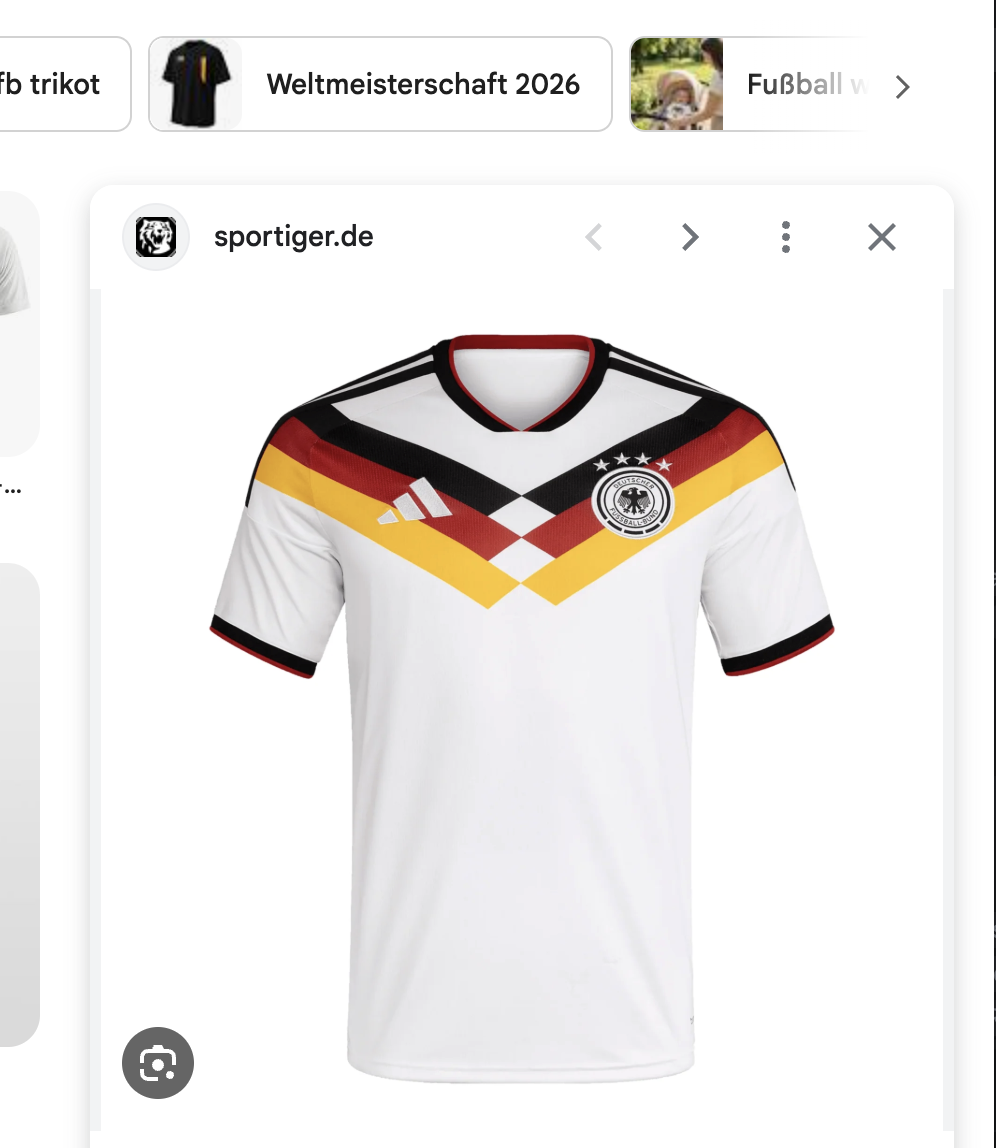 fb trikot
Weltmeisterschaft 2026
Fußball w
sportiger.de
...
DEUTSCHER
FUSSBALL-BUND